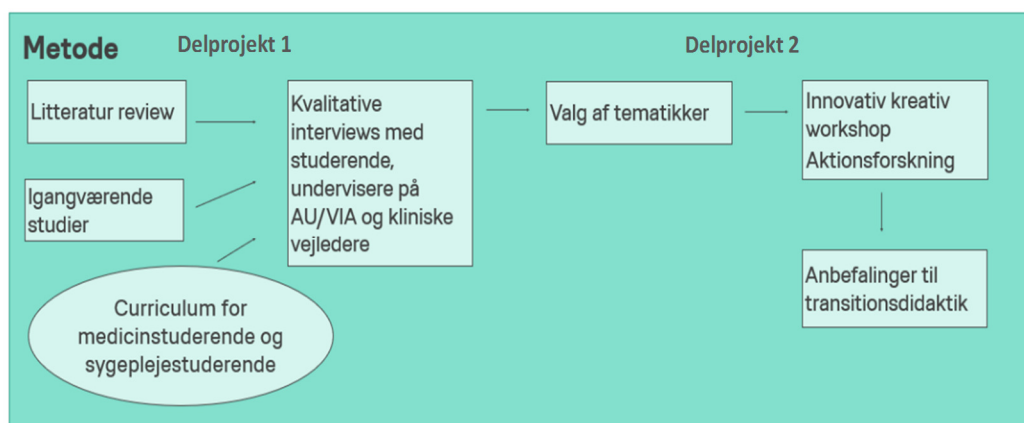 Metode
Delprojekt 1
Delprojekt 2
Litteratur review
Igangværende
studier
Curriculum for
medicinstuderende og
sygeplejestuderende
Kvalitative
interviews med
studerende,
undervisere på
AU/VIA og kliniske
vejledere
Valg af tematikker
Innovativ kreativ
workshop
Aktionsforskning
Anbefalinger til
transitionsdidaktik